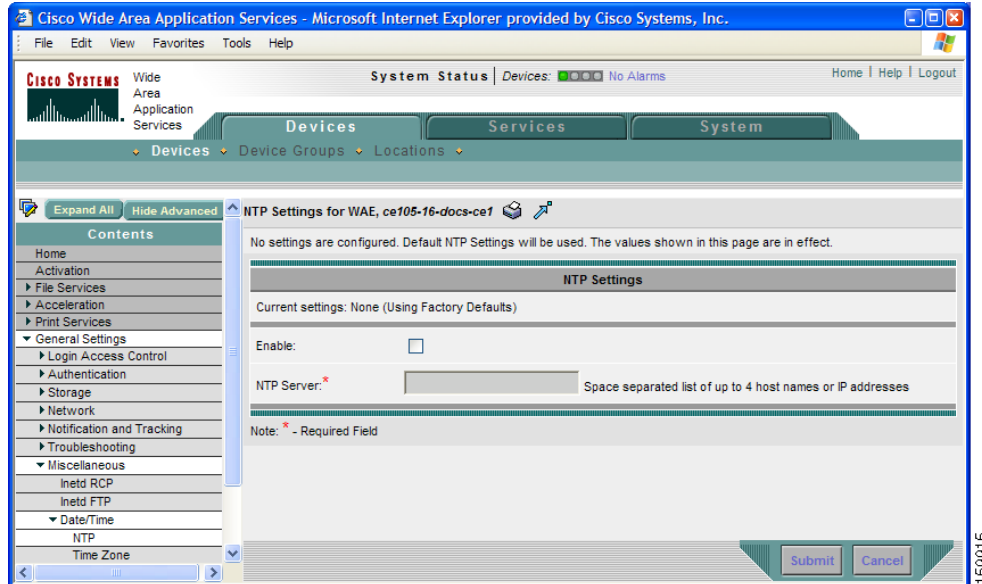 Cisco Wide Area Application Services - Microsoft Internet Explorer provided by Cisco Systems, Inc.
File Edit View Favorites Tools Help
CISCO SYSTEMS
Wide
Area
Application
Services
System Status | Devices: No Alarms
Home | Help | Logout
Devices Services System
Devices Device Groups Locations
Expand All Hide Advanced
Contents
Home
Activation
File Services
Acceleration
Print Services
General Settings
Login Access Control
Authentication
Storage
Network
Notification and Tracking
Troubleshooting
Miscellaneous
Inetd RCP
Inetd FTP
Date/Time
NTP
Time Zone
NTP Settings for WAE, ce105-16-docs-ce1
No settings are configured. Default NTP Settings will be used. The values shown in this page are in effect.
NTP Settings
Current settings: None (Using Factory Defaults)
Enable:
NTP Server:* Space separated list of up to 4 host names or IP addresses
Note: * - Required Field
Submit Cancel